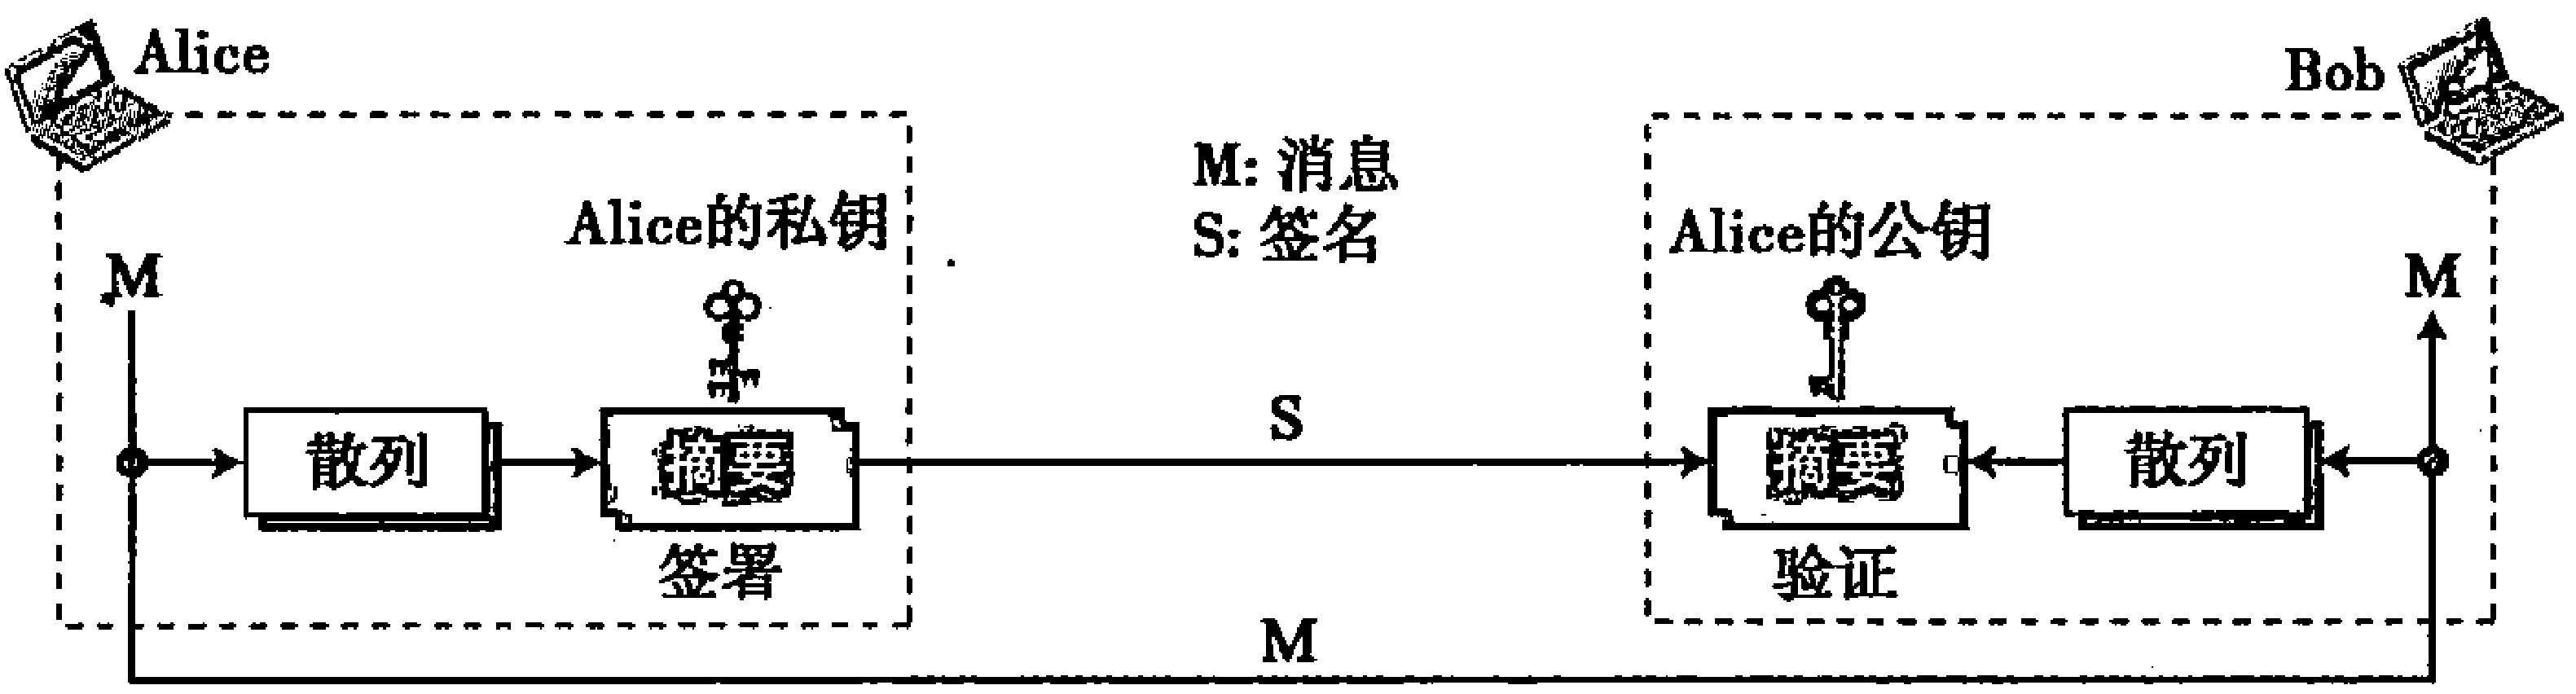 Alice
Bob
M: 消息
S: 签名
Alice的私钥
Alice的公钥
M
M
S
散列
摘要
摘要
散列
签署
验证
M